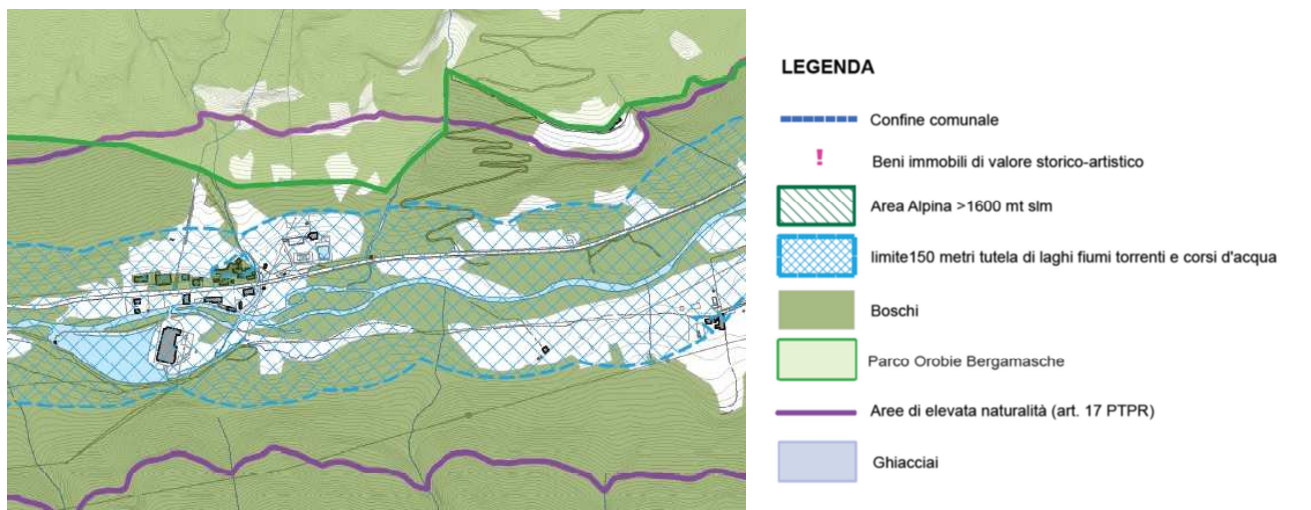 LEGENDA
Confine comunale
! Beni immobili di valore storico-artistico
Area Alpina >1600 mt slm
limite150 metri tutela di laghi fiumi torrenti e corsi d'acqua
Boschi
Parco Orobie Bergamasche
Aree di elevata naturalità (art. 17 PTPR)
Ghiacciai